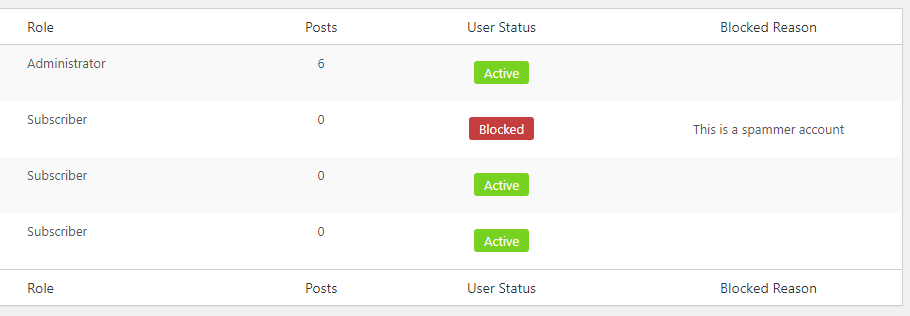 Role Posts User Status Blocked Reason
Administrator 6 Active
Subscriber 0 Blocked This is a spammer account
Subscriber 0 Active
Subscriber 0 Active
Role Posts User Status Blocked Reason